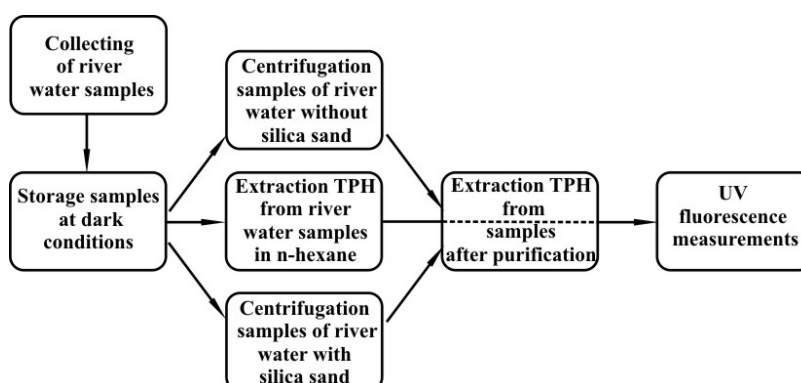 Collecting
of river
water samples
Storage samples
at dark
conditions
Centrifugation
samples of river
water without
silica sand
Extraction TPH
from river
water samples
in n-hexane
Centrifugation
samples of river
water with
silica sand
Extraction TPH
from
samples
after purification
UV
fluorescence
measurements